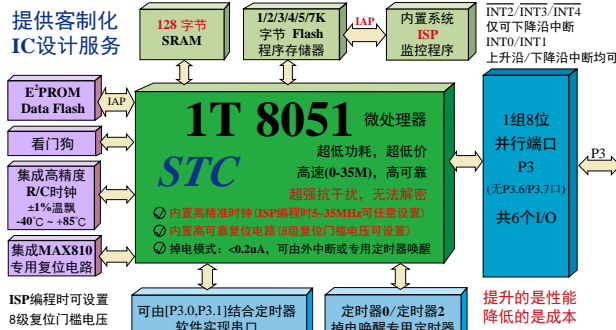 提供客制化
IC设计服务
128 字节
SRAM
1/2/3/4/5/7K
字节 Flash
程序存储器
IAP
内置系统
ISP
监控程序
INT2/INT3/INT4
仅可下降沿中断
INT0/INT1
上升沿/下降沿中断均可
E²PROM
Data Flash
IAP
看门狗
集成高精度
R/C时钟
±1%温飘
-40℃ ~ +85℃
集成MAX810
专用复位电路
1T 8051 微处理器
STC
超低功耗，超低价
高速(0-35M)，高可靠
超强抗干扰，无法解密
内置高精准时钟(ISP编程时5~35MHz可任意设置)
内置高可靠复位电路(8级复位门槛电压可设置)
掉电模式：<0.2uA，可由外中断或专用定时器唤醒
1组8位
并行端口
P3
(无P3.6/P3.7口)
共6个I/O
P3
ISP编程时可设置
8级复位门槛电压
可由[P3.0,P3.1]结合定时器
软件实现串口
定时器0/定时器2
掉电唤醒专用定时器
提升的是性能
降低的是成本